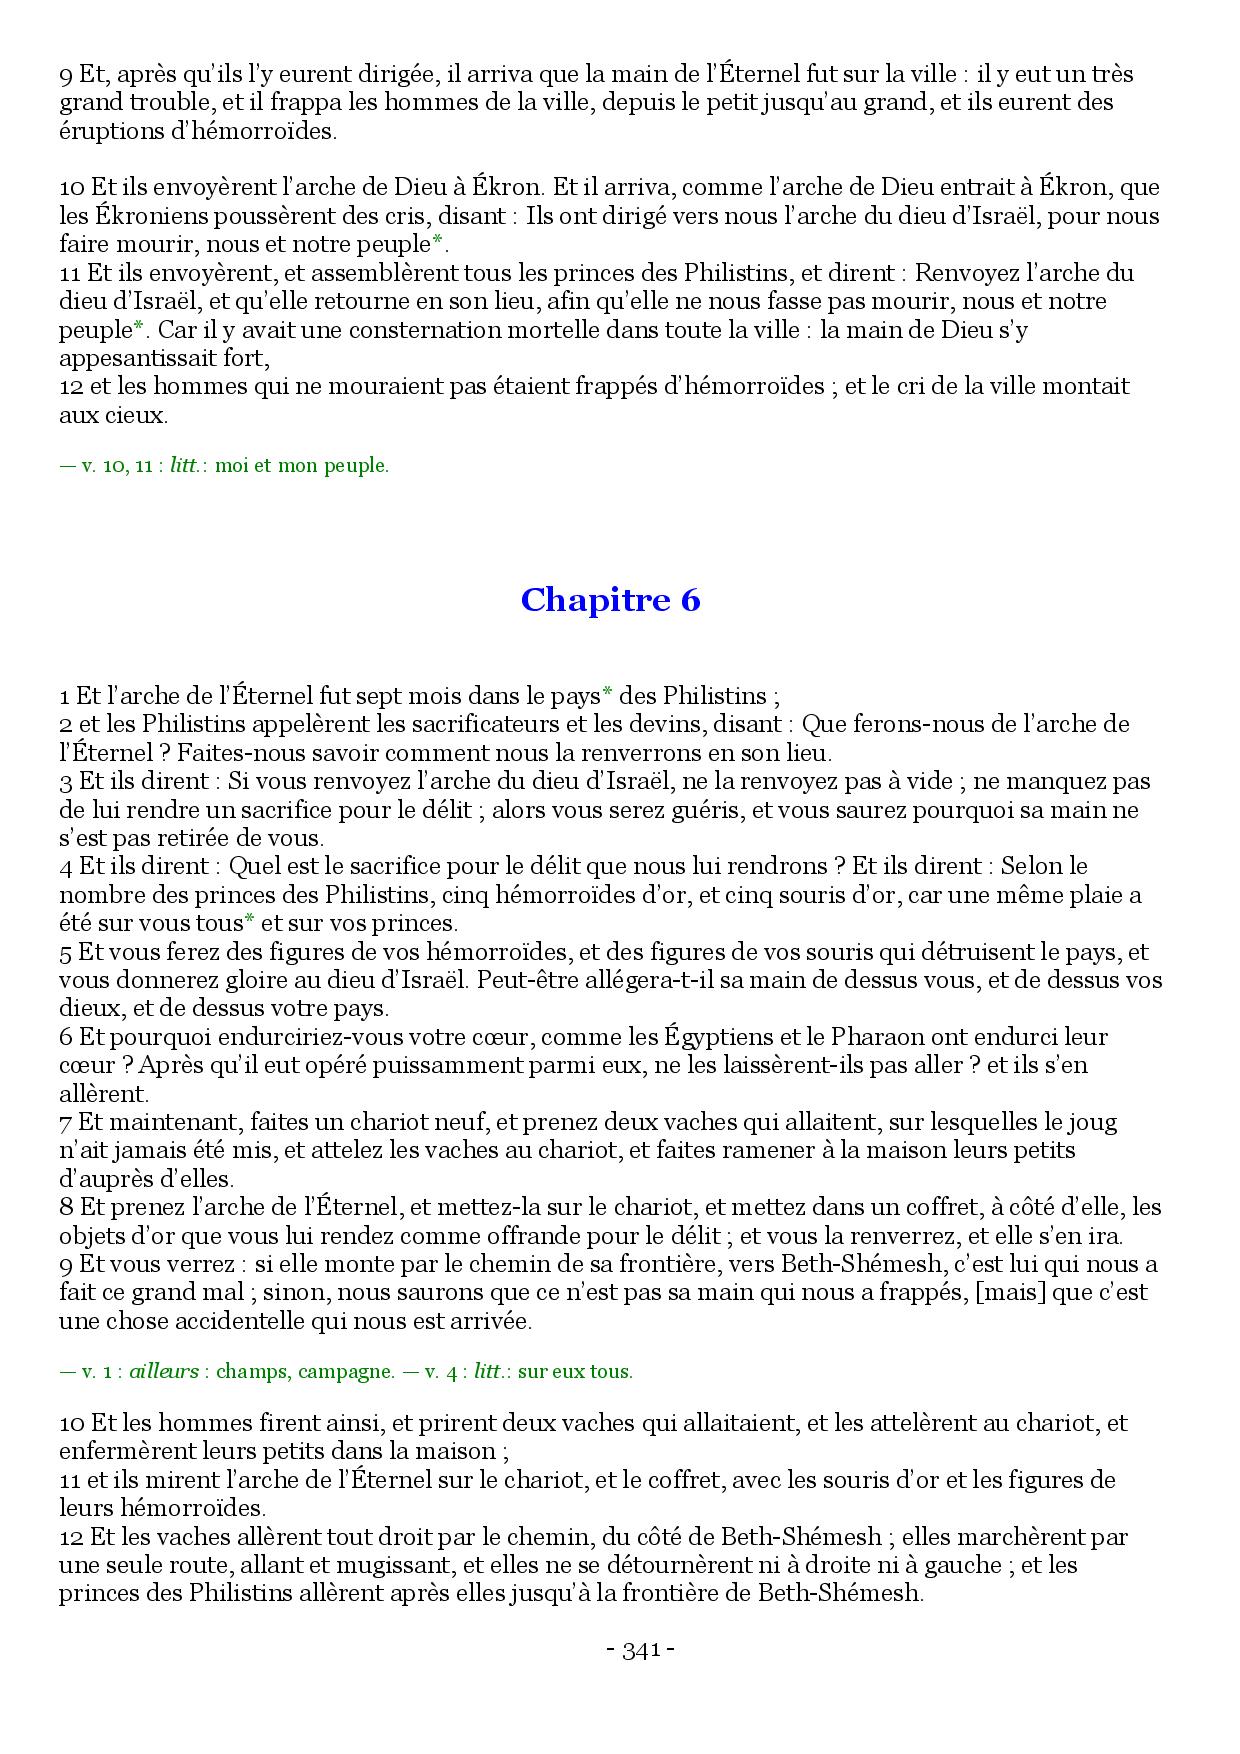 9 Et, après qu’ils l’y eurent dirigée, il arriva que la main de l’Éternel fut sur la ville : il y eut un très
grand trouble, et il frappa les hommes de la ville, depuis le petit jusqu’au grand, et ils eurent des
éruptions d’hémorroïdes.
10 Et ils envoyèrent l’arche de Dieu à Ékron. Et il arriva, comme l’arche de Dieu entrait à Ékron, que
les Ékroniens poussèrent des cris, disant : Ils ont dirigé vers nous l’arche du dieu d’Israël, pour nous
faire mourir, nous et notre peuple*.
11 Et ils envoyèrent, et assemblèrent tous les princes des Philistins, et dirent : Renvoyez l’arche du
dieu d’Israël, et qu’elle retourne en son lieu, afin qu’elle ne nous fasse pas mourir, nous et notre
peuple*. Car il y avait une consternation mortelle dans toute la ville : la main de Dieu s’y
appesantissait fort,
12 et les hommes qui ne mouraient pas étaient frappés d’hémorroïdes ; et le cri de la ville montait
aux cieux.
— v. 10, 11 : litt.: moi et mon peuple.
Chapitre 6
1 Et l’arche de l’Éternel fut sept mois dans le pays* des Philistins ;
2 et les Philistins appelèrent les sacrificateurs et les devins, disant : Que ferons-nous de l’arche de
l’Éternel ? Faites-nous savoir comment nous la renverrons en son lieu.
3 Et ils dirent : Si vous renvoyez l’arche du dieu d’Israël, ne la renvoyez pas à vide ; ne manquez pas
de lui rendre un sacrifice pour le délit ; alors vous serez guéris, et vous saurez pourquoi sa main ne
s’est pas retirée de vous.
4 Et ils dirent : Quel est le sacrifice pour le délit que nous lui rendrons ? Et ils dirent : Selon le
nombre des princes des Philistins, cinq hémorroïdes d’or, et cinq souris d’or, car une même plaie a
été sur vous tous* et sur vos princes.
5 Et vous ferez des figures de vos hémorroïdes, et des figures de vos souris qui détruisent le pays, et
vous donnerez gloire au dieu d’Israël. Peut-être allégera-t-il sa main de dessus vous, et de dessus vos
dieux, et de dessus votre pays.
6 Et pourquoi endurciriez-vous votre cœur, comme les Égyptiens et le Pharaon ont endurci leur
cœur ? Après qu’il eut opéré puissamment parmi eux, ne les laissèrent-ils pas aller ? et ils s’en
allèrent.
7 Et maintenant, faites un chariot neuf, et prenez deux vaches qui allaitent, sur lesquelles le joug
n’ait jamais été mis, et attelez les vaches au chariot, et faites ramener à la maison leurs petits
d’auprès d’elles.
8 Et prenez l’arche de l’Éternel, et mettez-la sur le chariot, et mettez dans un coffret, à côté d’elle, les
objets d’or que vous lui rendez comme offrande pour le délit ; et vous la renverrez, et elle s’en ira.
9 Et vous verrez : si elle monte par le chemin de sa frontière, vers Beth-Shémesh, c’est lui qui nous a
fait ce grand mal ; sinon, nous saurons que ce n’est pas sa main qui nous a frappés, [mais] que c’est
une chose accidentelle qui nous est arrivée.
— v. 1 : ailleurs : champs, campagne. — v. 4 : litt.: sur eux tous.
10 Et les hommes firent ainsi, et prirent deux vaches qui allaitaient, et les attelèrent au chariot, et
enfermèrent leurs petits dans la maison ;
11 et ils mirent l’arche de l’Éternel sur le chariot, et le coffret, avec les souris d’or et les figures de
leurs hémorroïdes.
12 Et les vaches allèrent tout droit par le chemin, du côté de Beth-Shémesh ; elles marchèrent par
une seule route, allant et mugissant, et elles ne se détournèrent ni à droite ni à gauche ; et les
princes des Philistins allèrent après elles jusqu’à la frontière de Beth-Shémesh.
- 341 -